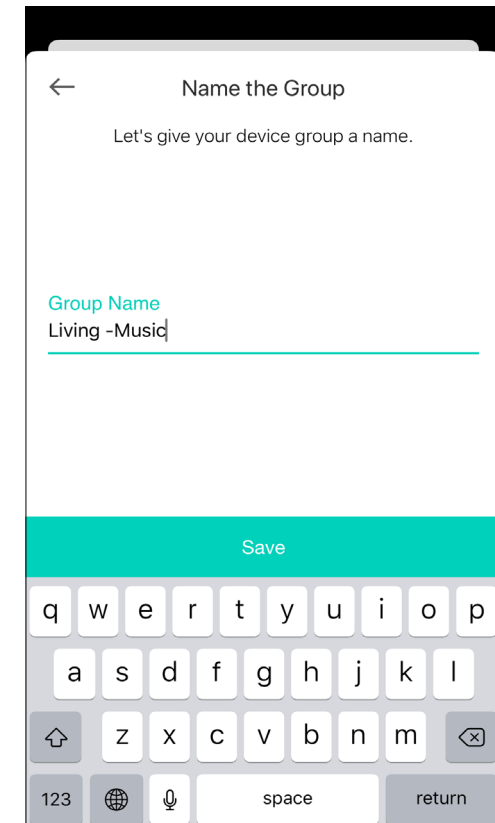 Name the Group
Let's give your device group a name.
Group Name
Living -Music
Save
q w e r t y u i o p
a s d f g h j k l
z x c v b n m
123 space return